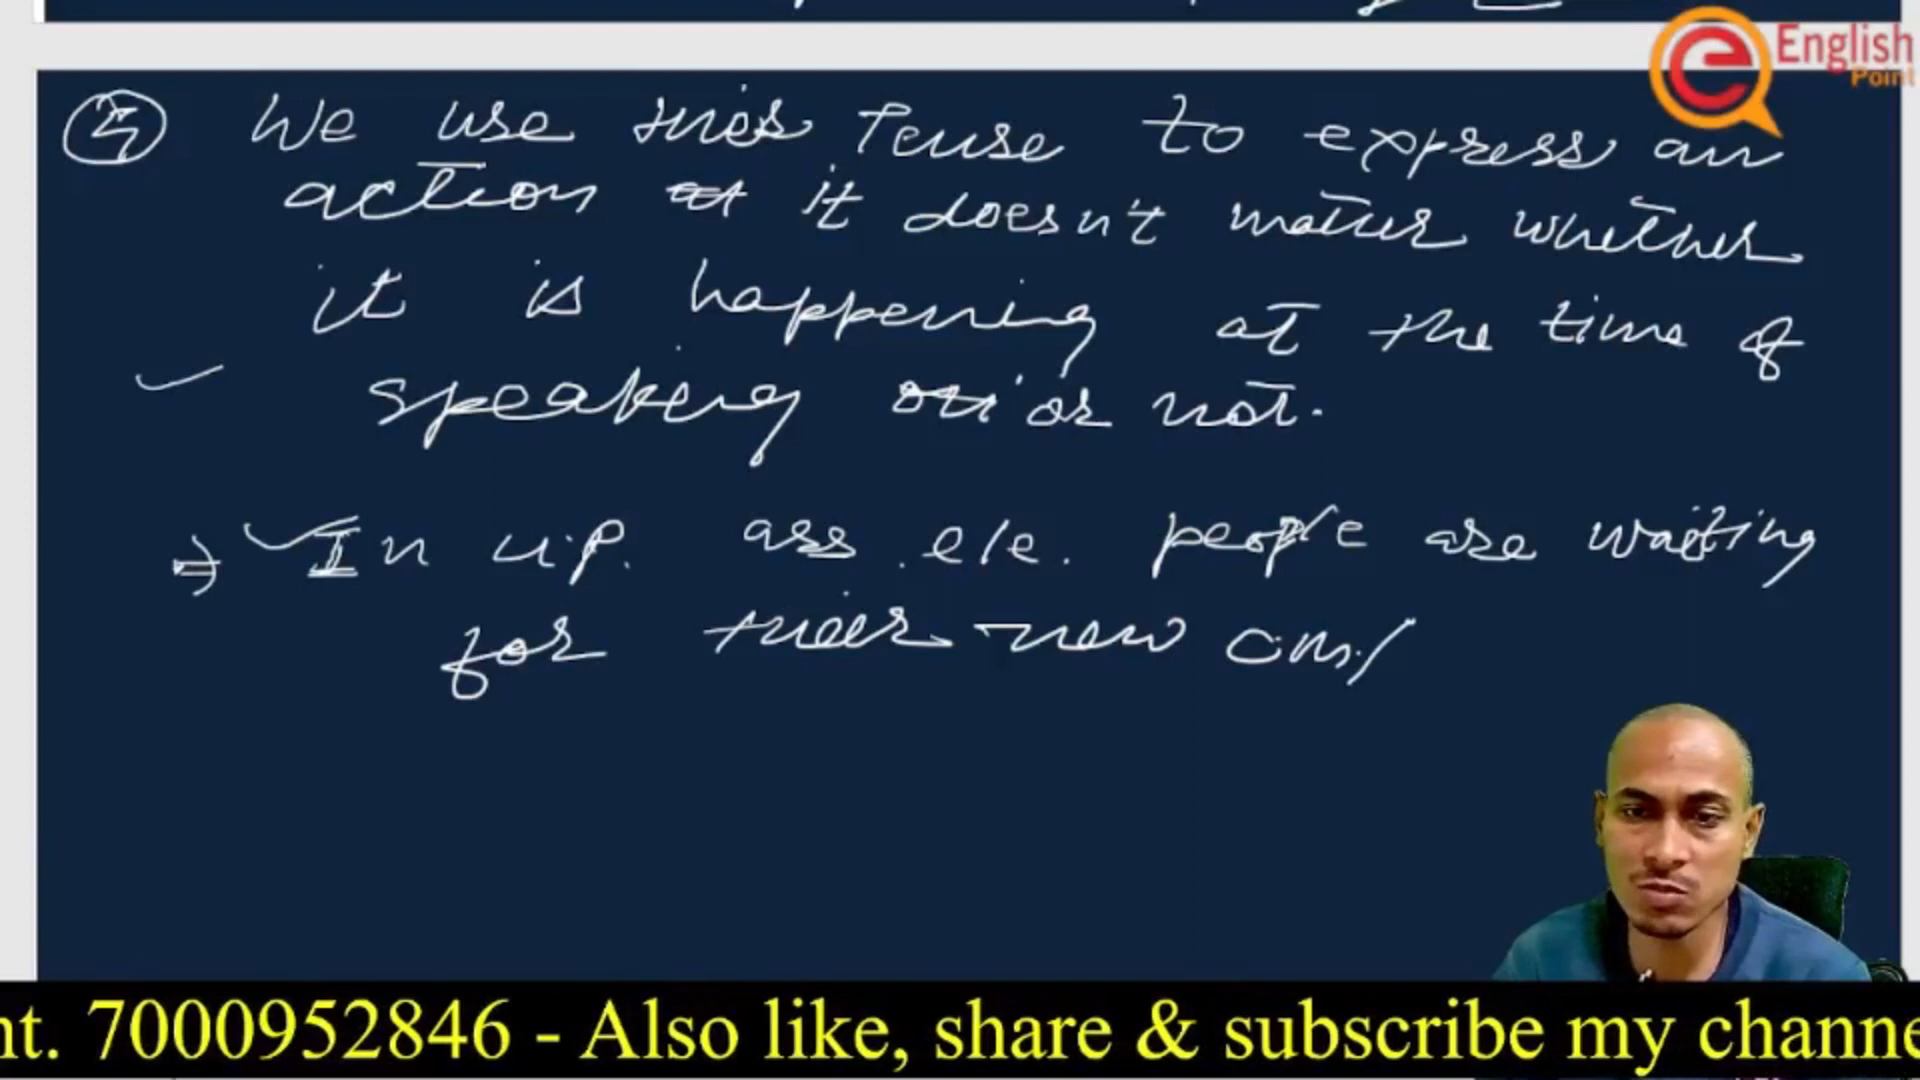 English
Point
② We use this Tense to express an
action it doesn't matter whether
it is happening at the time of
speaking or not.
⇒ In u.p. ass. ele. people are waiting
for their new cm/
nt. 7000952846 - Also like, share & subscribe my channe